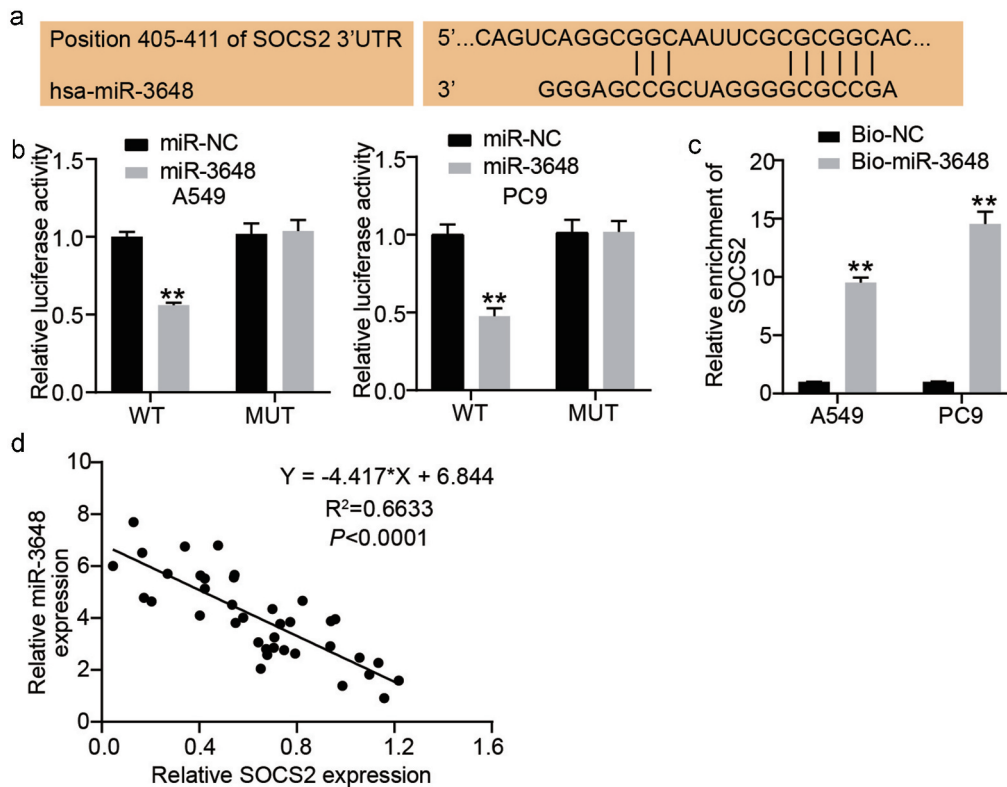 a
Position 405-411 of SOCS2 3'UTR
5'...CAGUCAGGCGGCAAUUCGCGCGGCAC...
hsa-miR-3648
3' GGGAGCCGCUAGGGGCGCCGA
b
miR-NC
miR-3648
A549
Relative luciferase activity
1.5
1.0
0.5
0.0
**
WT
MUT
miR-NC
miR-3648
PC9
Relative luciferase activity
1.5
1.0
0.5
0.0
**
WT
MUT
c
Bio-NC
Bio-miR-3648
Relative enrichment of
SOCS2
20
15
10
5
0
**
**
A549
PC9
d
Y = -4.417*X + 6.844
R²=0.6633
P<0.0001
Relative miR-3648
expression
10
8
6
4
2
0
0.0
0.4
0.8
1.2
1.6
Relative SOCS2 expression